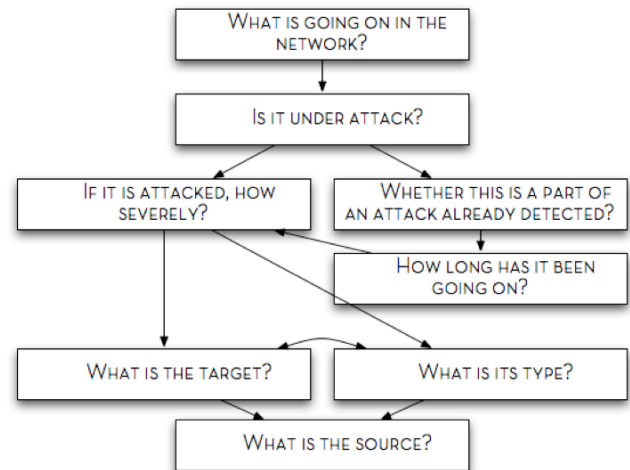 WHAT IS GOING ON IN THE
NETWORK?
IS IT UNDER ATTACK?
IF IT IS ATTACKED, HOW
SEVERELY?
WHETHER THIS IS A PART OF
AN ATTACK ALREADY DETECTED?
HOW LONG HAS IT BEEN
GOING ON?
WHAT IS THE TARGET?
WHAT IS ITS TYPE?
WHAT IS THE SOURCE?